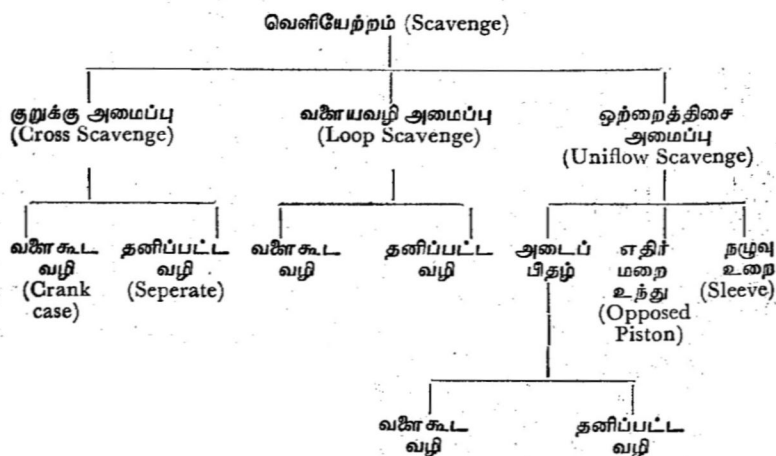 வெளியேற்றம் (Scavenge)
குறுக்கு அமைப்பு
(Cross Scavenge)
வளையவழி அமைப்பு
(Loop Scavenge)
ஒற்றைத்திசை
அமைப்பு
(Uniflow Scavenge)
வளைகூட
வழி
(Crank
case)
தனிப்பட்ட
வழி
(Seperate)
வளைகூட
வழி
தனிப்பட்ட
வழி
அடைப்
பிதழ்
எதிர்
மறை
உந்து
(Opposed
Piston)
நழுவு
உறை
(Sleeve)
வளைகூட
வழி
தனிப்பட்ட
வழி